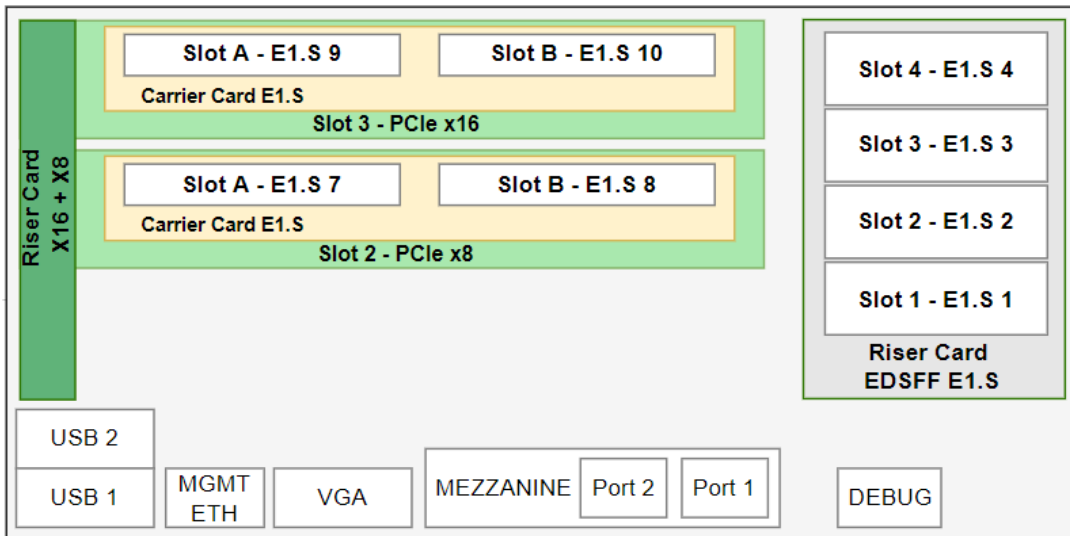 Riser Card
X16 + X8
Slot A - E1.S 9
Slot B - E1.S 10
Carrier Card E1.S
Slot 3 - PCIe x16
Slot A - E1.S 7
Slot B - E1.S 8
Carrier Card E1.S
Slot 2 - PCIe x8
Slot 4 - E1.S 4
Slot 3 - E1.S 3
Slot 2 - E1.S 2
Slot 1 - E1.S 1
Riser Card
EDSFF E1.S
USB 2
USB 1
MGMT
ETH
VGA
MEZZANINE
Port 2
Port 1
DEBUG